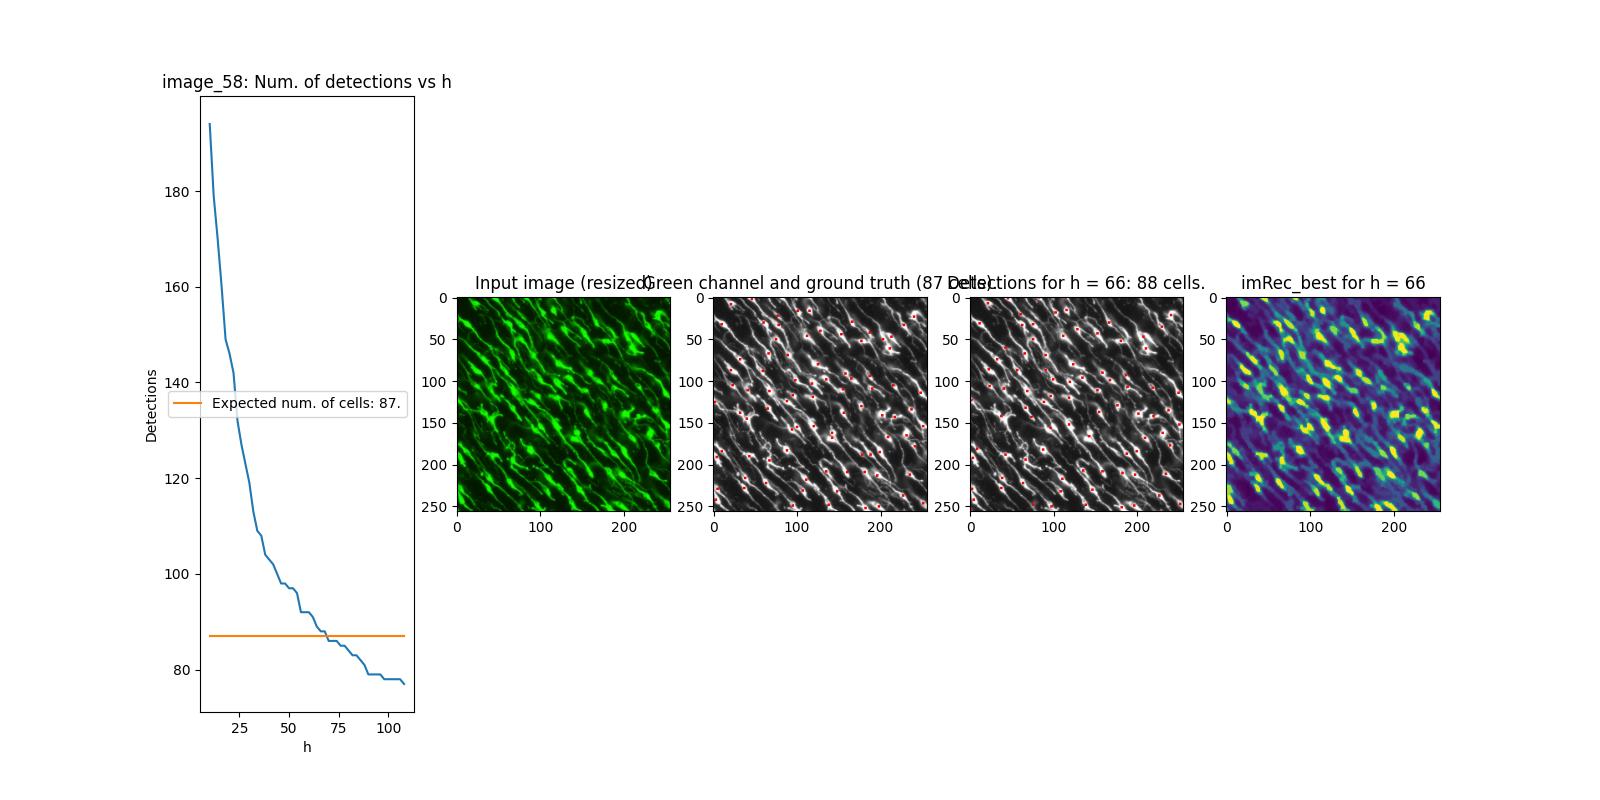 image_58: Num. of detections vs h
180
160
140
120
100
80
Detections
Expected num. of cells: 87.
25 50 75 100
h
Input image (resized)
0
50
100
150
200
250
0 100 200
Green channel and ground truth (87 cells).
0
50
100
150
200
250
0 100 200
Detections for h = 66: 88 cells.
0
50
100
150
200
250
0 100 200
imRec_best for h = 66
0
50
100
150
200
250
0 100 200